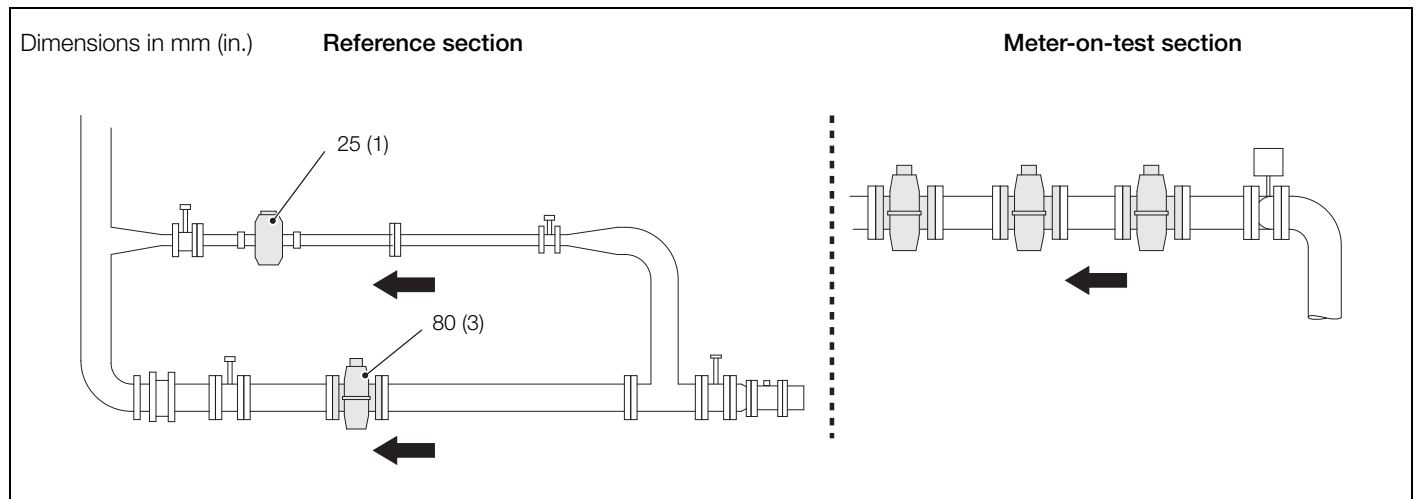 Dimensions in mm (in.)
Reference section
Meter-on-test section
25 (1)
80 (3)